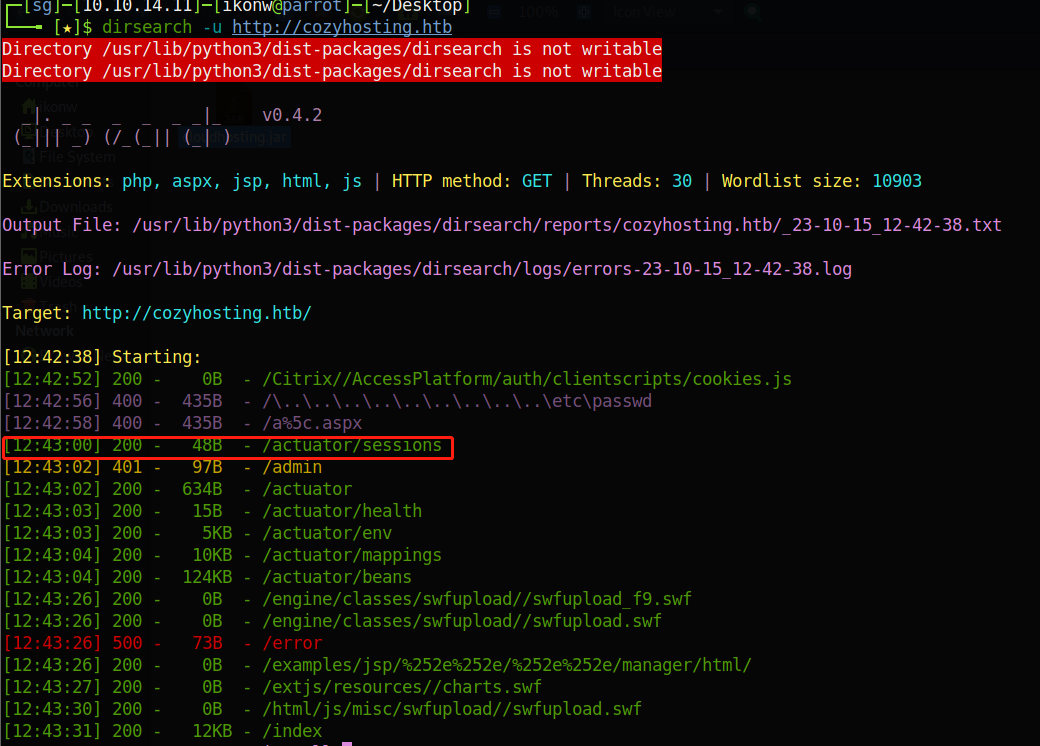 ┌─[sg]─[10.10.14.11]─[ikonw@parrot]─[~/Desktop]
└──╼ [★]$ dirsearch -u http://cozyhosting.htb
Directory /usr/lib/python3/dist-packages/dirsearch is not writable
Directory /usr/lib/python3/dist-packages/dirsearch is not writable
  _|. _ _  _  _  _ _|_    v0.4.2
 (_||| _) (/_(_|| (_| )
Extensions: php, aspx, jsp, html, js | HTTP method: GET | Threads: 30 | Wordlist size: 10903
Output File: /usr/lib/python3/dist-packages/dirsearch/reports/cozyhosting.htb/_23-10-15_12-42-38.txt
Error Log: /usr/lib/python3/dist-packages/dirsearch/logs/errors-23-10-15_12-42-38.log
Target: http://cozyhosting.htb/
[12:42:38] Starting:
[12:42:52] 200 -    0B  - /Citrix//AccessPlatform/auth/clientscripts/cookies.js
[12:42:56] 400 -  435B  - /\..\..\..\..\..\..\..\..\..\etc\passwd
[12:42:58] 400 -  435B  - /a%5c.aspx
[12:43:00] 200 -   48B  - /actuator/sessions
[12:43:02] 401 -   97B  - /admin
[12:43:02] 200 -  634B  - /actuator
[12:43:03] 200 -   15B  - /actuator/health
[12:43:03] 200 -    5KB - /actuator/env
[12:43:04] 200 -   10KB - /actuator/mappings
[12:43:04] 200 -  124KB - /actuator/beans
[12:43:26] 200 -    0B  - /engine/classes/swfupload//swfupload_f9.swf
[12:43:26] 200 -    0B  - /engine/classes/swfupload//swfupload.swf
[12:43:26] 500 -   73B  - /error
[12:43:26] 200 -    0B  - /examples/jsp/%252e%252e/%252e%252e/manager/html/
[12:43:27] 200 -    0B  - /extjs/resources//charts.swf
[12:43:30] 200 -    0B  - /html/js/misc/swfupload//swfupload.swf
[12:43:31] 200 -   12KB - /index